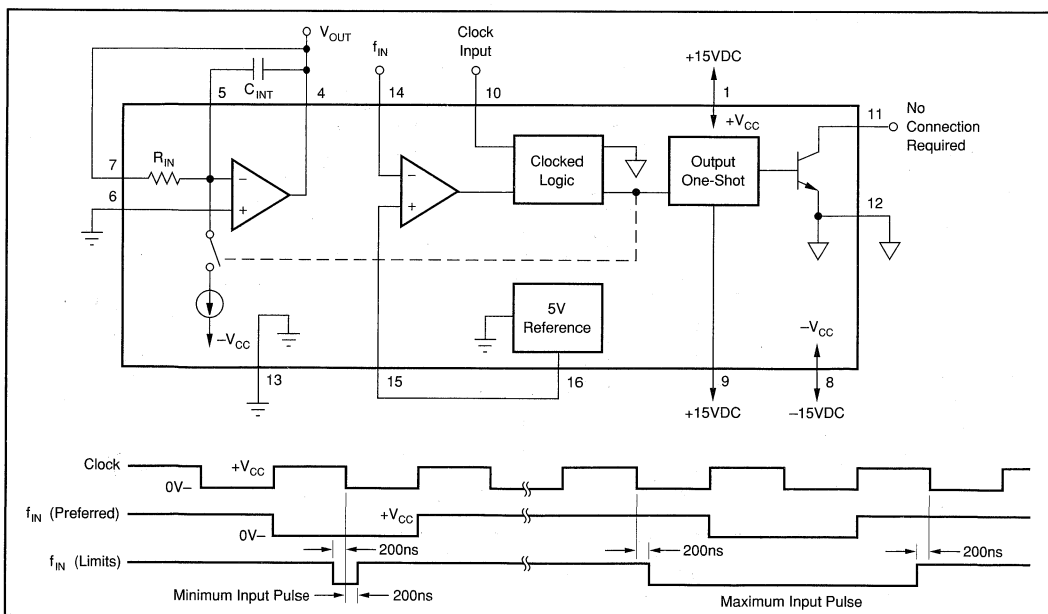 V_OUT
f_IN
Clock
Input
+15VDC
5
C_INT
4
14
10
1
+V_CC
11
No
Connection
Required
7
R_IN
6
−
+
−
+
Clocked
Logic
Output
One-Shot
12
−V_CC
5V
Reference
−V_CC
13
15
16
9
8
+15VDC
−15VDC
Clock
+V_CC
0V–
f_IN (Preferred)
+V_CC
0V–
200ns
200ns
f_IN (Limits)
Minimum Input Pulse
200ns
200ns
Maximum Input Pulse